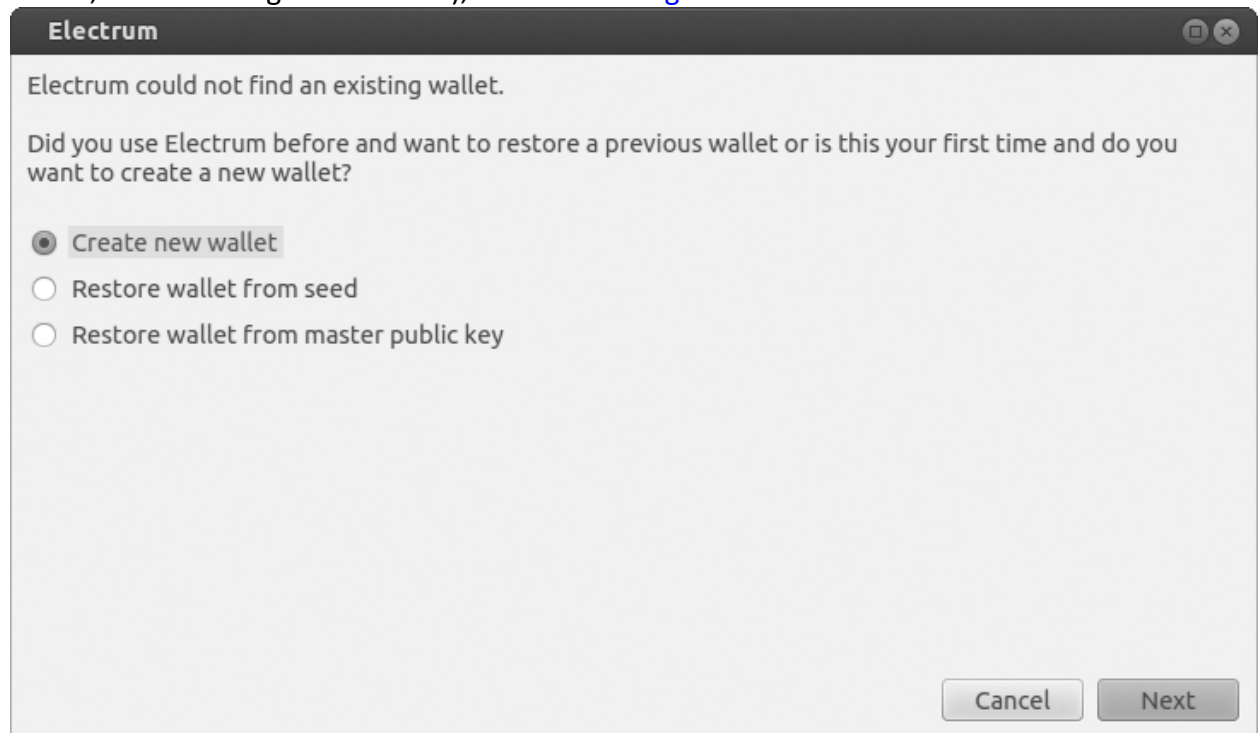 Electrum
Electrum could not find an existing wallet.
Did you use Electrum before and want to restore a previous wallet or is this your first time and do you
want to create a new wallet?
Create new wallet
Restore wallet from seed
Restore wallet from master public key
Cancel
Next